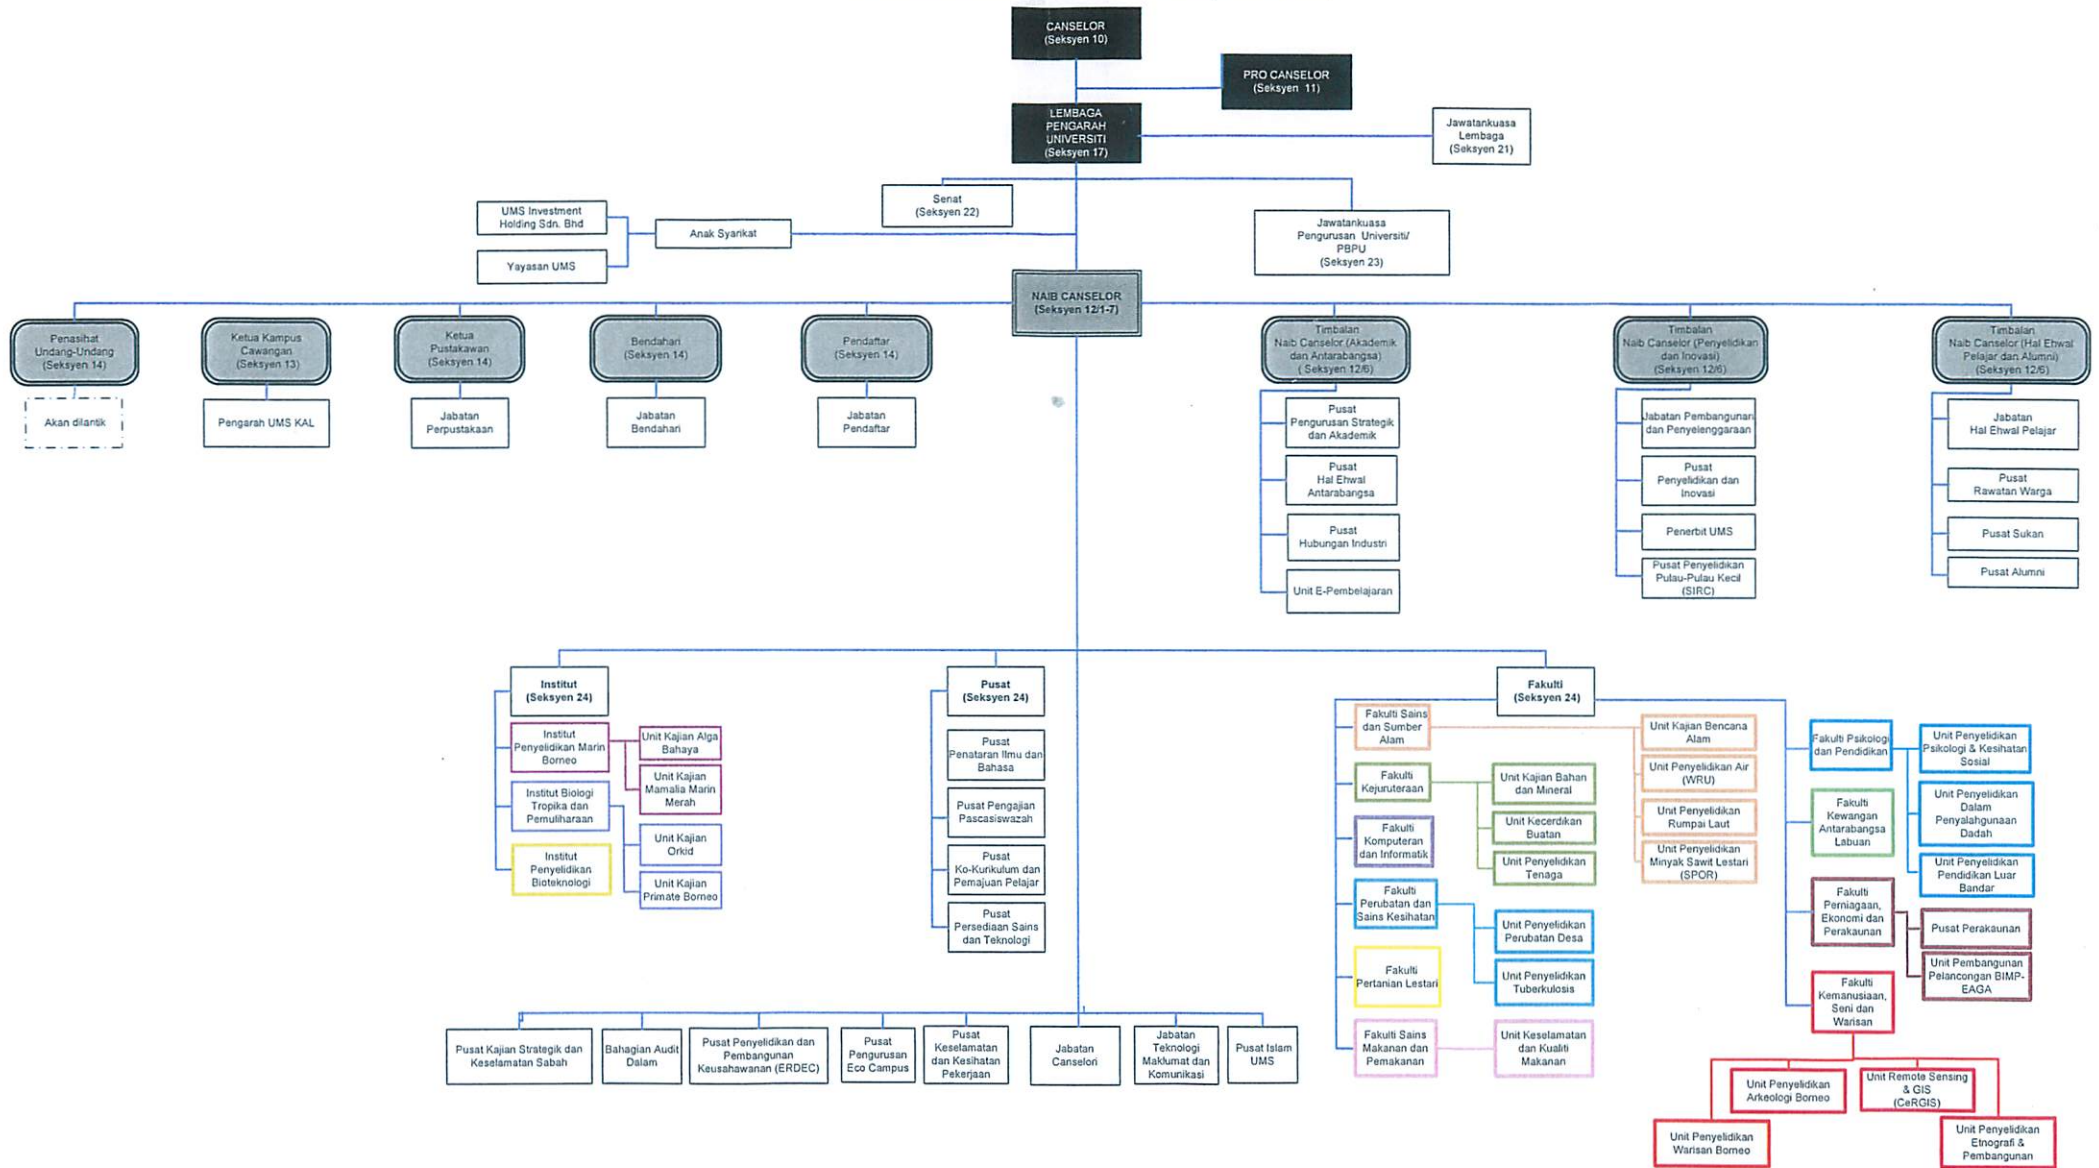 CANSELOR
(Seksyen 10)
PRO CANSELOR
(Seksyen 11)
LEMBAGA
PENGARAH
UNIVERSITI
(Seksyen 17)
Jawatankuasa
Lembaga
(Seksyen 21)
Senat
(Seksyen 22)
UMS Investment
Holding Sdn. Bhd
Anak Syarikat
Yayasan UMS
Jawatankuasa
Pengurusan Universiti/
PBPU
(Seksyen 23)
NAIB CANSELOR
(Seksyen 12/1-7)
Penasihat
Undang-Undang
(Seksyen 14)
Ketua Kampus
Cawangan
(Seksyen 13)
Ketua
Pustakawan
(Seksyen 14)
Bendahari
(Seksyen 14)
Pendaftar
(Seksyen 14)
Timbalan
Naib Canselor (Akademik
dan Antarabangsa)
( Seksyen 12/6)
Timbalan
Naib Canselor (Penyelidikan
dan Inovasi)
(Seksyen 12/6)
Timbalan
Naib Canselor (Hal Ehwal
Pelajar dan Alumni)
(Seksyen 12/6)
Akan dilantik
Pengarah UMS KAL
Jabatan
Perpustakaan
Jabatan
Bendahari
Jabatan
Pendaftar
Pusat
Pengurusan Strategik
dan Akademik
Pusat
Hal Ehwal
Antarabangsa
Pusat
Hubungan Industri
Unit E-Pembelajaran
Jabatan Pembangunan
dan Penyelenggaraan
Pusat
Penyelidikan dan
Inovasi
Penerbit UMS
Pusat Penyelidikan
Pulau-Pulau Kecil
(SIRC)
Jabatan
Hal Ehwal Pelajar
Pusat
Rawatan Warga
Pusat Sukan
Pusat Alumni
Institut
(Seksyen 24)
Institut
Penyelidikan Marin
Borneo
Unit Kajian Alga
Bahaya
Unit Kajian
Mamalia Marin
Merah
Institut Biologi
Tropika dan
Pemuliharaan
Unit Kajian
Orkid
Unit Kajian
Primate Borneo
Institut
Penyelidikan
Bioteknologi
Pusat
(Seksyen 24)
Pusat
Penataran Ilmu dan
Bahasa
Pusat Pengajian
Pascasiswazah
Pusat
Ko-Kurikulum dan
Pemajuan Pelajar
Pusat
Persediaan Sains
dan Teknologi
Fakulti
(Seksyen 24)
Fakulti Sains
dan Sumber
Alam
Unit Kajian Bencana
Alam
Unit Penyelidikan Air
(WRU)
Unit Penyelidikan
Rumpai Laut
Unit Penyelidikan
Minyak Sawit Lestari
(SPOR)
Fakulti
Kejuruteraan
Unit Kajian Bahan
dan Mineral
Unit Kecerdikan
Buatan
Unit Penyelidikan
Tenaga
Fakulti
Komputeran
dan Informatik
Fakulti
Perubatan dan
Sains Kesihatan
Unit Penyelidikan
Perubatan Desa
Unit Penyelidikan
Tuberkulosis
Fakulti
Pertanian Lestari
Fakulti Sains
Makanan dan
Pemakanan
Unit Keselamatan
dan Kualiti
Makanan
Fakulti Psikologi
dan Pendidikan
Unit Penyelidikan
Psikologi & Kesihatan
Sosial
Unit Penyelidikan
Dalam
Penyalahgunaan
Dadah
Unit Penyelidikan
Pendidikan Luar
Bandar
Fakulti
Kewangan
Antarabangsa
Labuan
Fakulti
Perniagaan,
Ekonomi dan
Perakaunan
Pusat Perakaunan
Unit Pembangunan
Pelancongan BIMP-
EAGA
Fakulti
Kemanusiaan,
Seni dan
Warisan
Unit Penyelidikan
Arkeologi Borneo
Unit Remote Sensing
& GIS
(CeRGIS)
Unit Penyelidikan
Warisan Borneo
Unit Penyelidikan
Etnografi &
Pembangunan
Pusat Kajian Strategik dan
Keselamatan Sabah
Bahagian Audit
Dalam
Pusat Penyelidikan dan
Pembangunan
Keusahawanan (ERDEC)
Pusat
Pengurusan
Eco Campus
Pusat
Keselamatan
dan Kesihatan
Pekerjaan
Jabatan
Canselori
Jabatan
Teknologi
Maklumat dan
Komunikasi
Pusat Islam
UMS